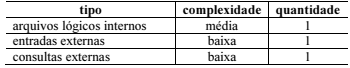 tipo complexidade quantidade
arquivos lógicos internos média 1
entradas externas baixa 1
consultas externas baixa 1